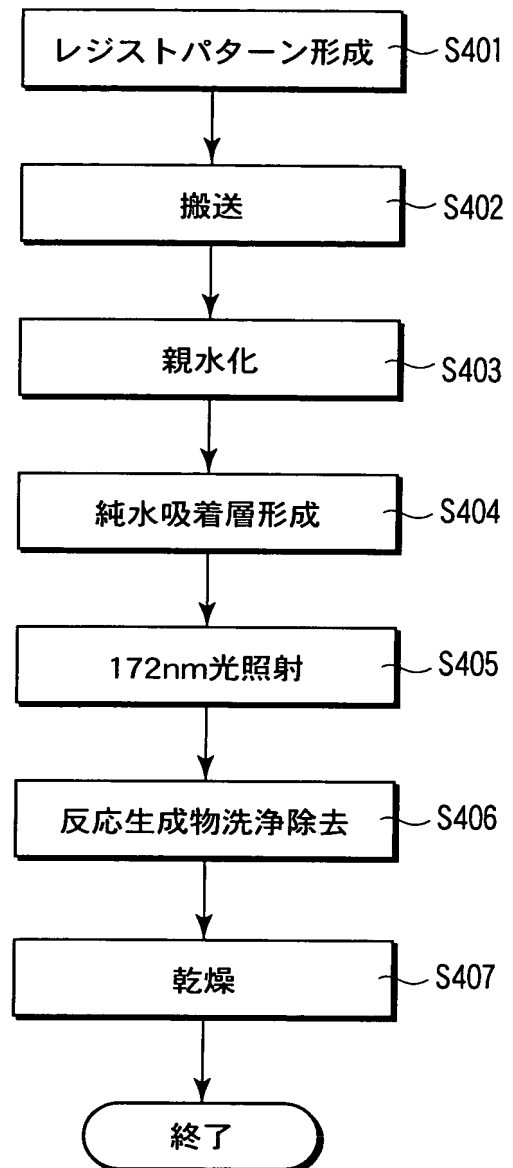 レジストパターン形成 S401
搬送 S402
親水化 S403
純水吸着層形成 S404
172nm光照射 S405
反応生成物洗浄除去 S406
乾燥 S407
終了